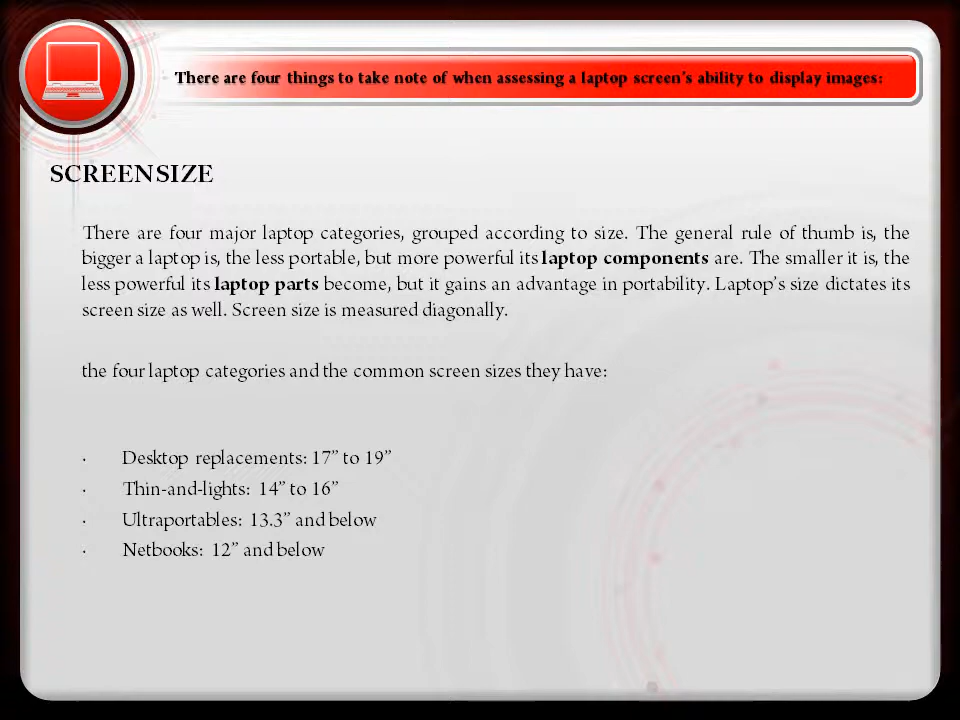 There are four things to take note of when assessing a laptop screen's ability to display images:
SCREEN SIZE
There are four major laptop categories, grouped according to size. The general rule of thumb is, the
bigger a laptop is, the less portable, but more powerful its laptop components are. The smaller it is, the
less powerful its laptop parts become, but it gains an advantage in portability. Laptop's size dictates its
screen size as well. Screen size is measured diagonally.
the four laptop categories and the common screen sizes they have:
· Desktop replacements: 17” to 19”
· Thin-and-lights: 14” to 16”
· Ultraportables: 13.3” and below
· Netbooks: 12” and below